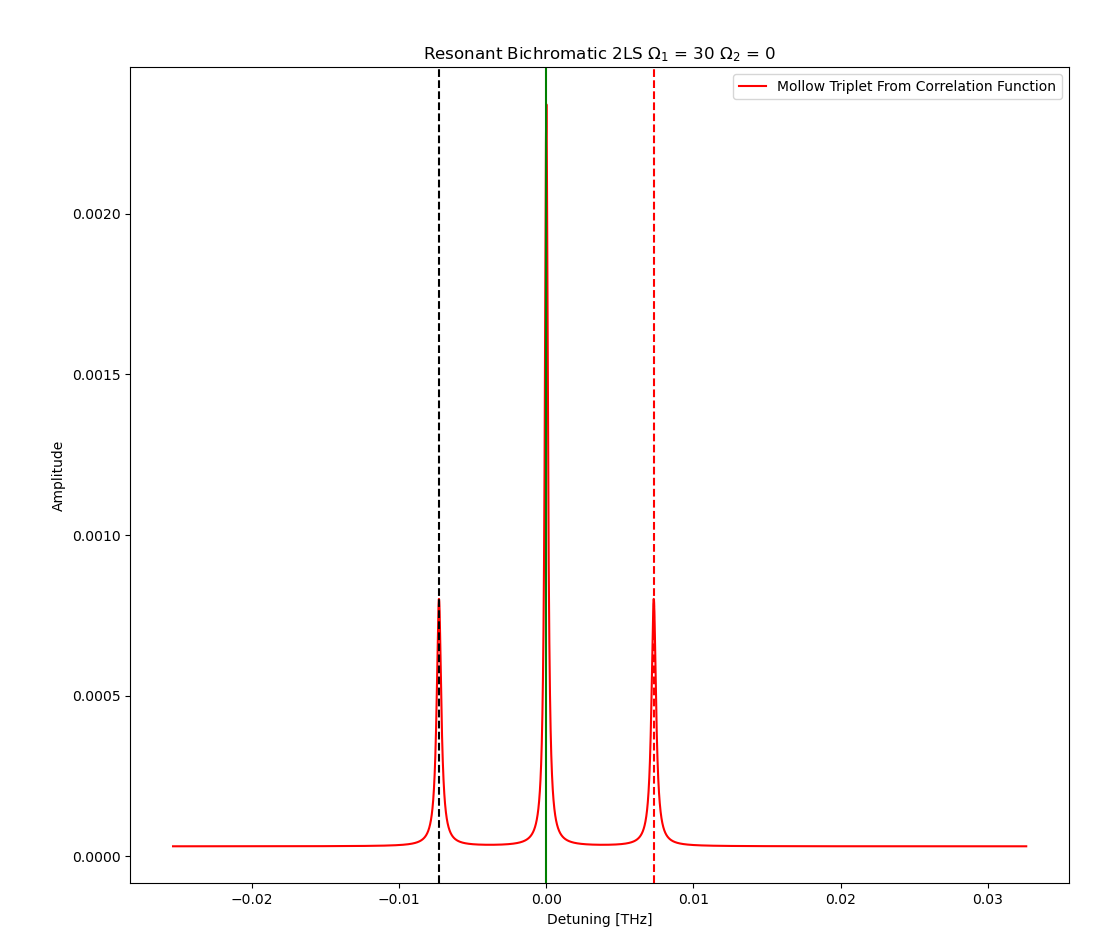 Resonant Bichromatic 2LS Ω₁ = 30 Ω₂ = 0
Mollow Triplet From Correlation Function
Amplitude
0.0020
0.0015
0.0010
0.0005
0.0000
−0.02 −0.01 0.00 0.01 0.02 0.03
Detuning [THz]